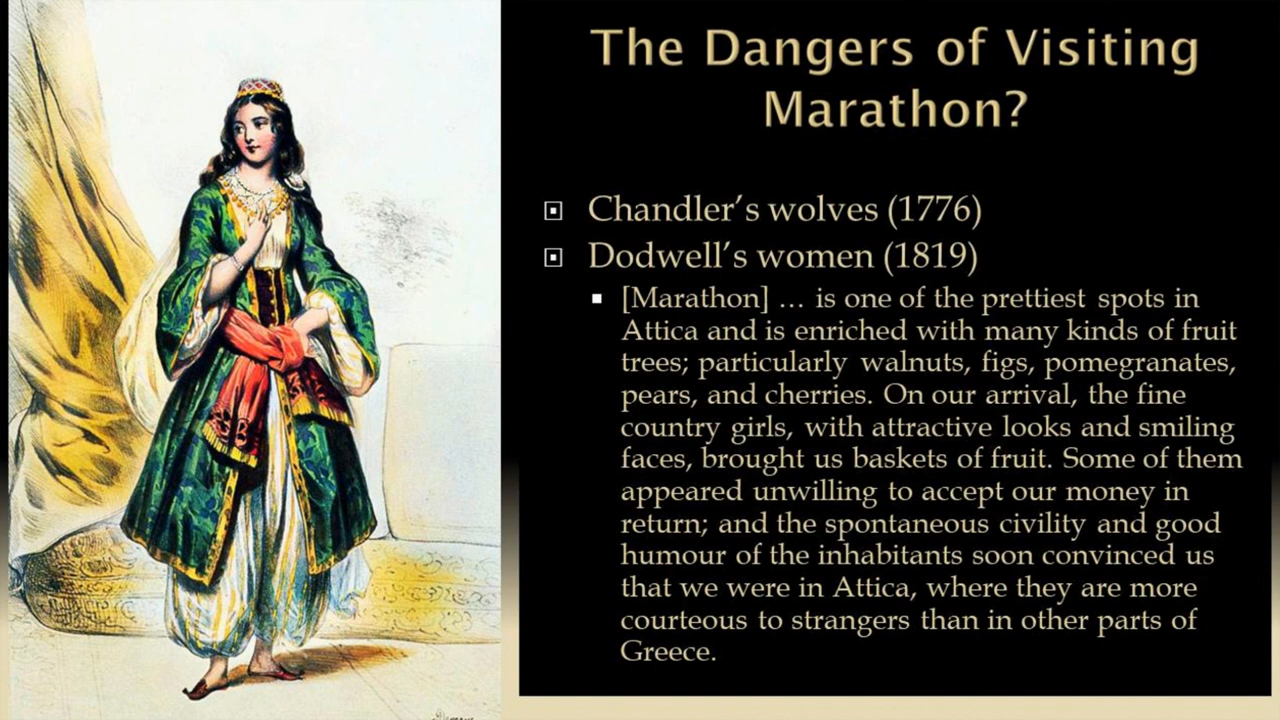 The Dangers of Visiting
Marathon?
Chandler's wolves (1776)
Dodwell's women (1819)
[Marathon] … is one of the prettiest spots in
Attica and is enriched with many kinds of fruit
trees; particularly walnuts, figs, pomegranates,
pears, and cherries. On our arrival, the fine
country girls, with attractive looks and smiling
faces, brought us baskets of fruit. Some of them
appeared unwilling to accept our money in
return; and the spontaneous civility and good
humour of the inhabitants soon convinced us
that we were in Attica, where they are more
courteous to strangers than in other parts of
Greece.